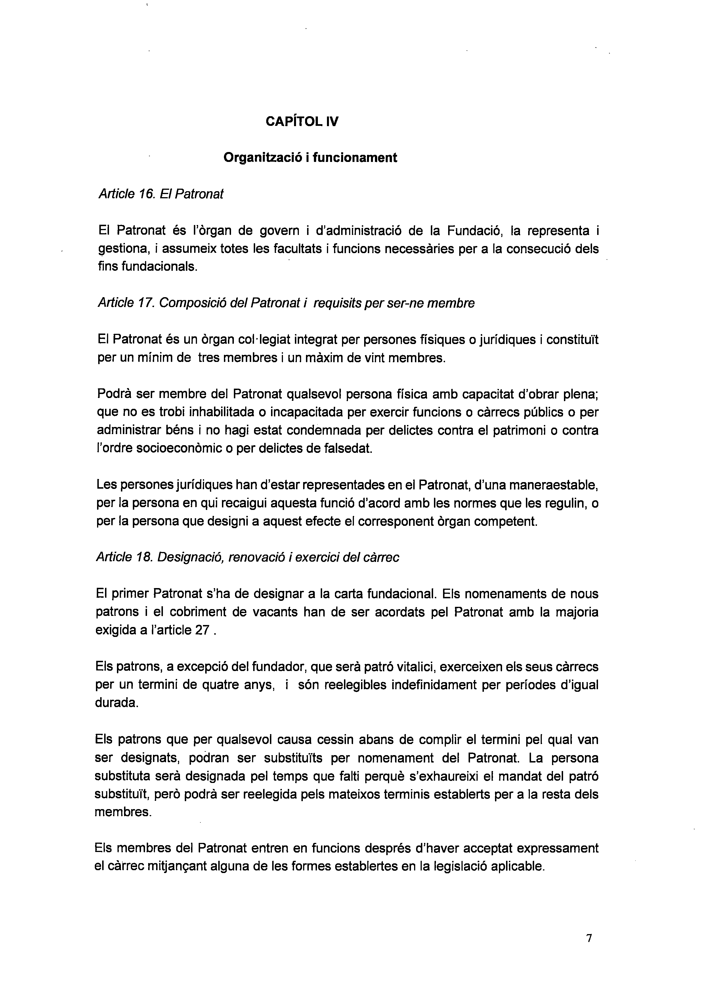 CAPÍTOL IV
Organització i funcionament
Article 16. El Patronat
El Patronat és l'òrgan de govern i d'administració de la Fundació, la representa i
gestiona, i assumeix totes les facultats i funcions necessàries per a la consecució dels
fins fundacionals.
Article 17. Composició del Patronat i requisits per ser-ne membre
El Patronat és un òrgan col·legiat integrat per persones físiques o jurídiques i constituït
per un mínim de tres membres i un màxim de vint membres.
Podrà ser membre del Patronat qualsevol persona física amb capacitat d'obrar plena;
que no es trobi inhabilitada o incapacitada per exercir funcions o càrrecs públics o per
administrar béns i no hagi estat condemnada per delictes contra el patrimoni o contra
l'ordre socioeconòmic o per delictes de falsedat.
Les persones jurídiques han d'estar representades en el Patronat, d'una maneraestable,
per la persona en qui recaigui aquesta funció d'acord amb les normes que les regulin, o
per la persona que designi a aquest efecte el corresponent òrgan competent.
Article 18. Designació, renovació i exercici del càrrec
El primer Patronat s'ha de designar a la carta fundacional. Els nomenaments de nous
patrons i el cobriment de vacants han de ser acordats pel Patronat amb la majoria
exigida a l'article 27 .
Els patrons, a excepció del fundador, que serà patró vitalici, exerceixen els seus càrrecs
per un termini de quatre anys, i són reelegibles indefinidament per períodes d'igual
durada.
Els patrons que per qualsevol causa cessin abans de complir el termini pel qual van
ser designats, podran ser substituïts per nomenament del Patronat. La persona
substituta serà designada pel temps que falti perquè s'exhaureixi el mandat del patró
substituït, però podrà ser reelegida pels mateixos terminis establerts per a la resta dels
membres.
Els membres del Patronat entren en funcions després d'haver acceptat expressament
el càrrec mitjançant alguna de les formes establertes en la legislació aplicable.
7